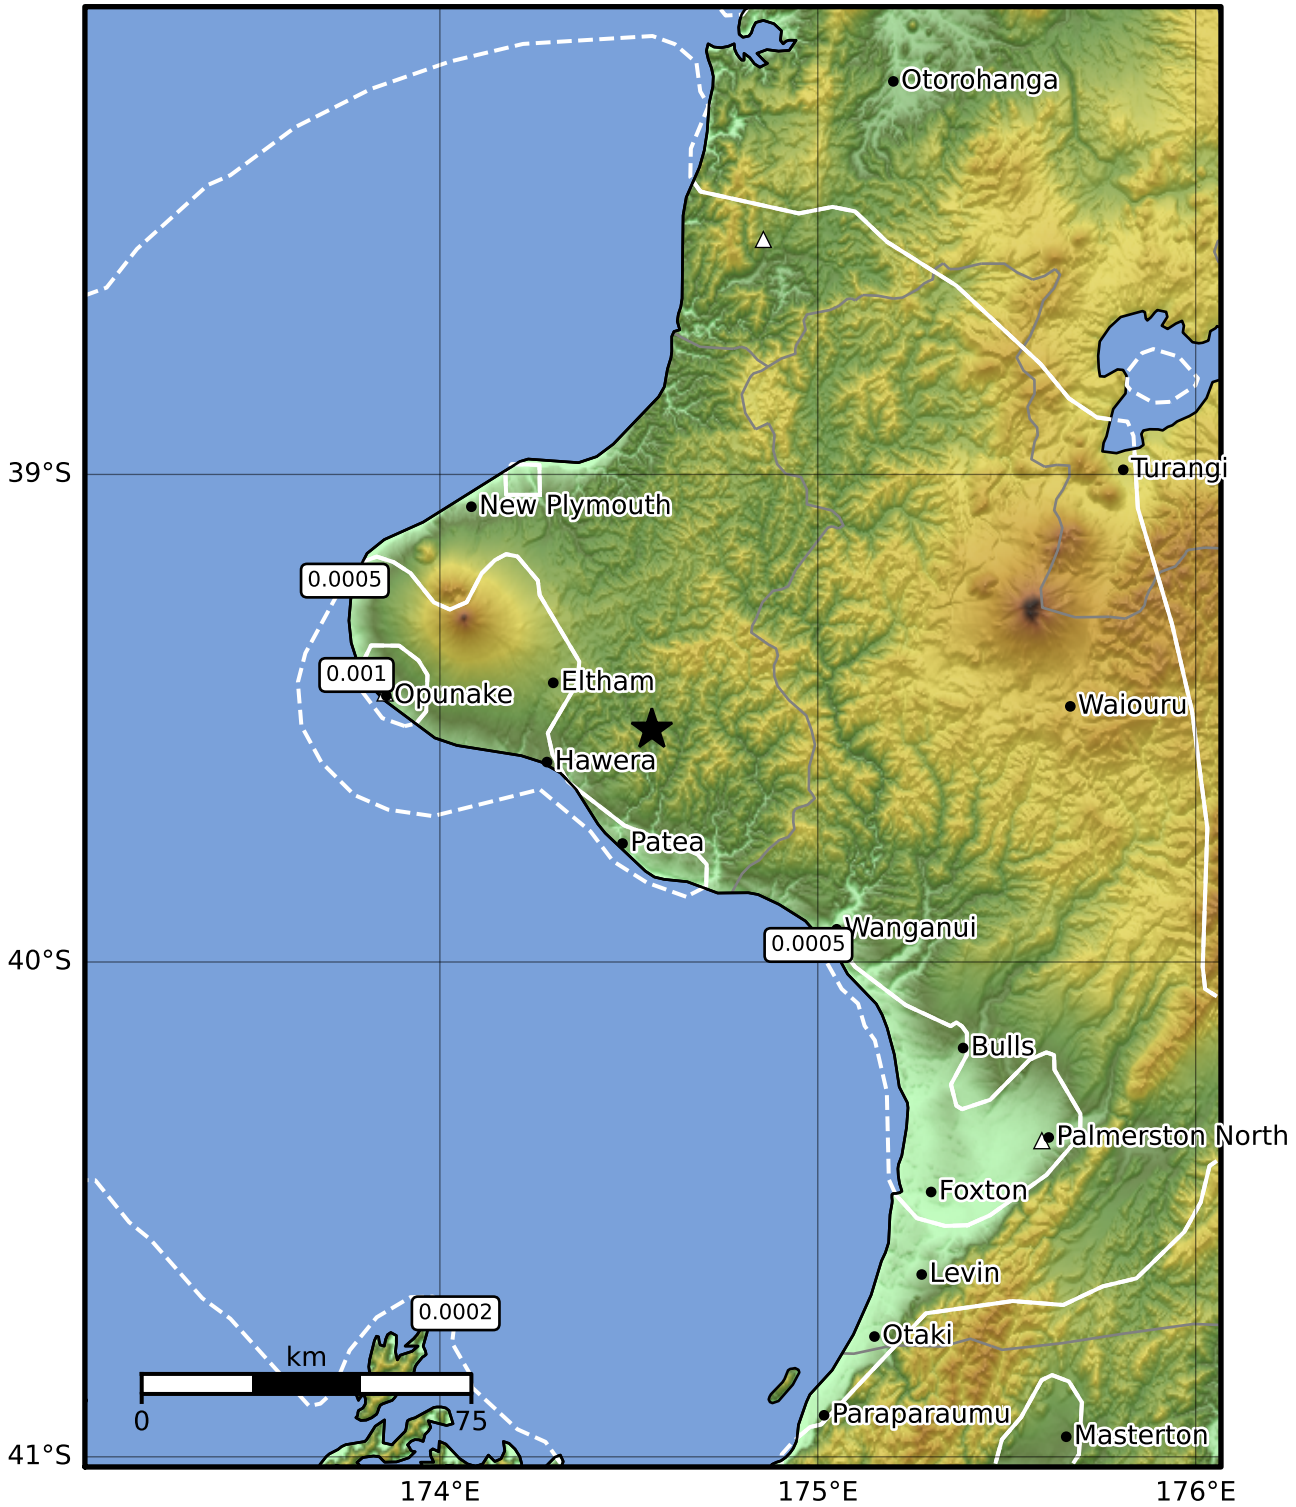 Otorohanga
39°S
Turangi
New Plymouth
0.0005
0.001
Opunake
Eltham
Waiouru
Hawera
Patea
Wanganui
0.0005
40°S
Bulls
Palmerston North
Foxton
Levin
0.0002
Otaki
km
0
75
Paraparaumu
Masterton
41°S
174°E
175°E
176°E